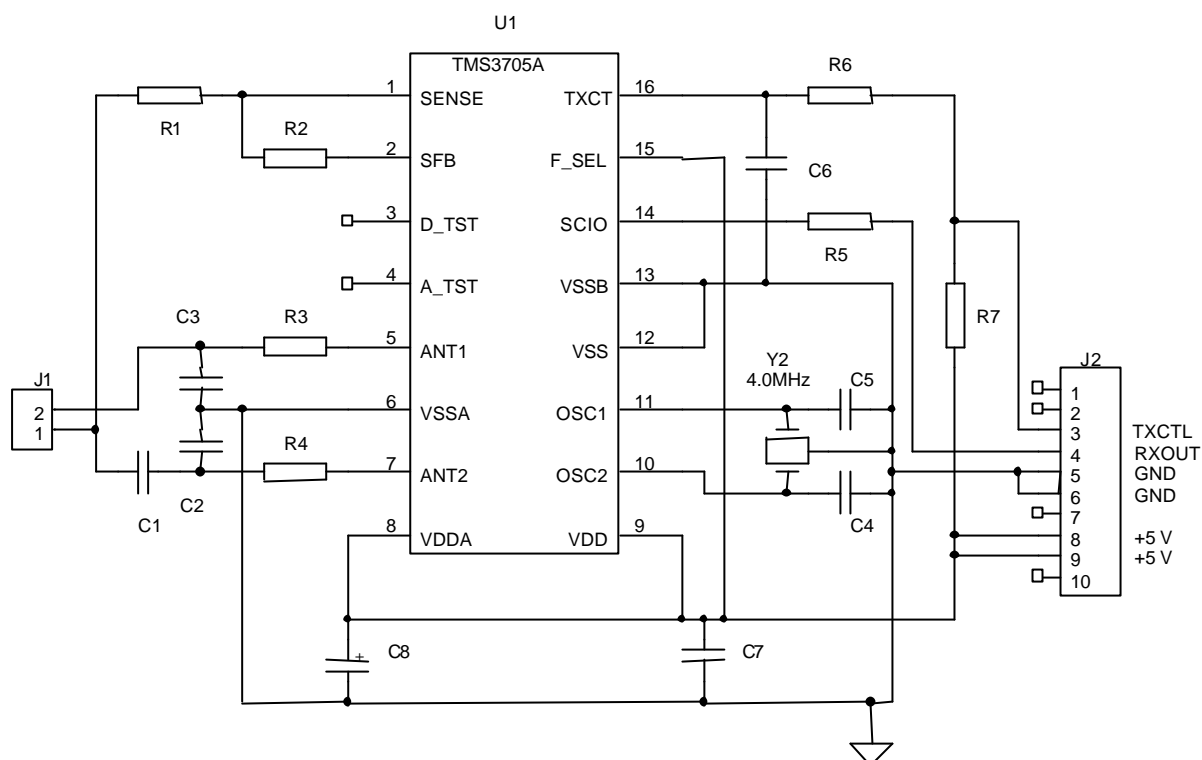 U1
TMS3705A
1 SENSE
2 SFB
3 D_TST
4 A_TST
5 ANT1
6 VSSA
7 ANT2
8 VDDA
16 TXCT
15 F_SEL
14 SCIO
13 VSSB
12 VSS
11 OSC1
10 OSC2
9 VDD
R1
R2
C3
R3
J1
2
1
R4
C1
C2
C8
+
C7
R6
C6
R5
R7
Y2
4.0MHz
C5
C4
J2
1
2
3 TXCTL
4 RXOUT
5 GND
6 GND
7
8 +5 V
9 +5 V
10